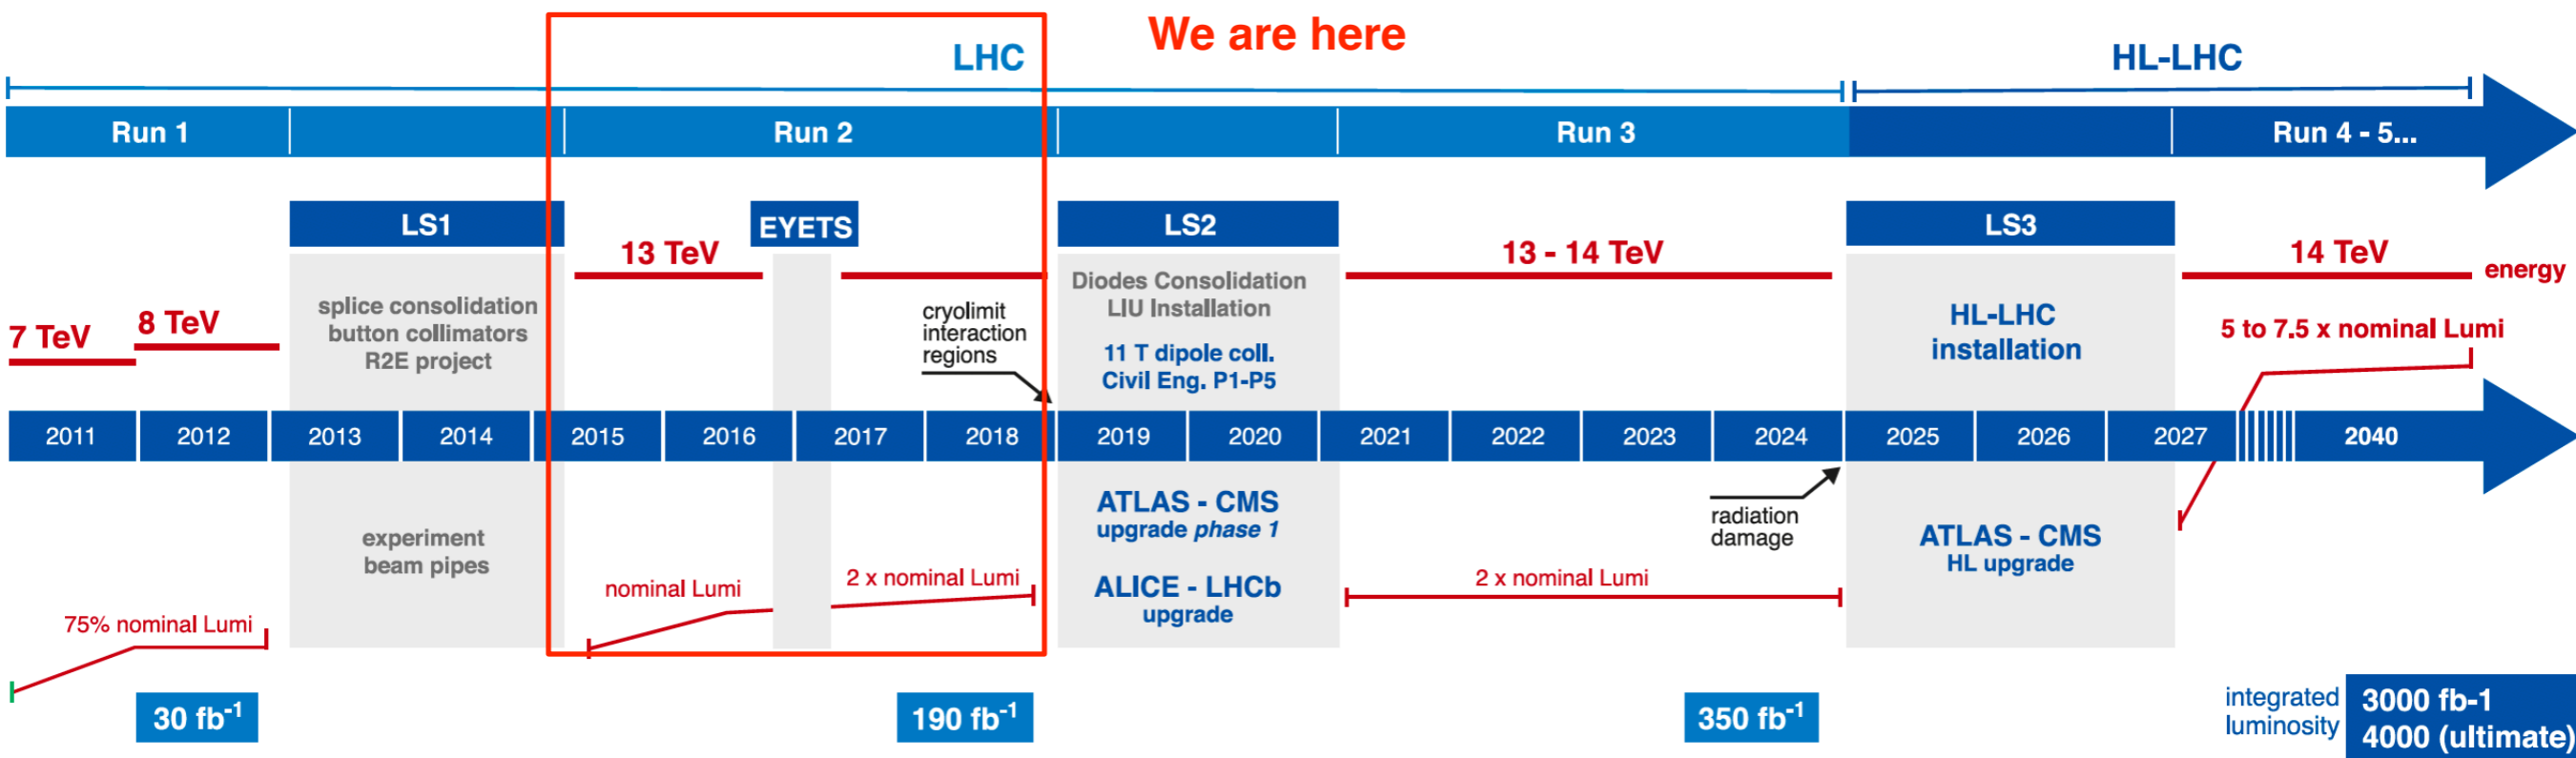 We are here
LHC
HL-LHC
Run 1
Run 2
Run 3
Run 4 - 5...
LS1
EYETS
LS2
LS3
13 TeV
13 - 14 TeV
14 TeV
energy
7 TeV
8 TeV
splice consolidation
button collimators
R2E project
cryolimit
interaction
regions
Diodes Consolidation
LIU Installation
11 T dipole coll.
Civil Eng. P1-P5
HL-LHC
installation
5 to 7.5 x nominal Lumi
2011
2012
2013
2014
2015
2016
2017
2018
2019
2020
2021
2022
2023
2024
2025
2026
2027
2040
experiment
beam pipes
ATLAS - CMS
upgrade phase 1
ALICE - LHCb
upgrade
radiation
damage
ATLAS - CMS
HL upgrade
75% nominal Lumi
nominal Lumi
2 x nominal Lumi
2 x nominal Lumi
30 fb⁻¹
190 fb⁻¹
350 fb⁻¹
integrated
luminosity
3000 fb-1
4000 (ultimate)